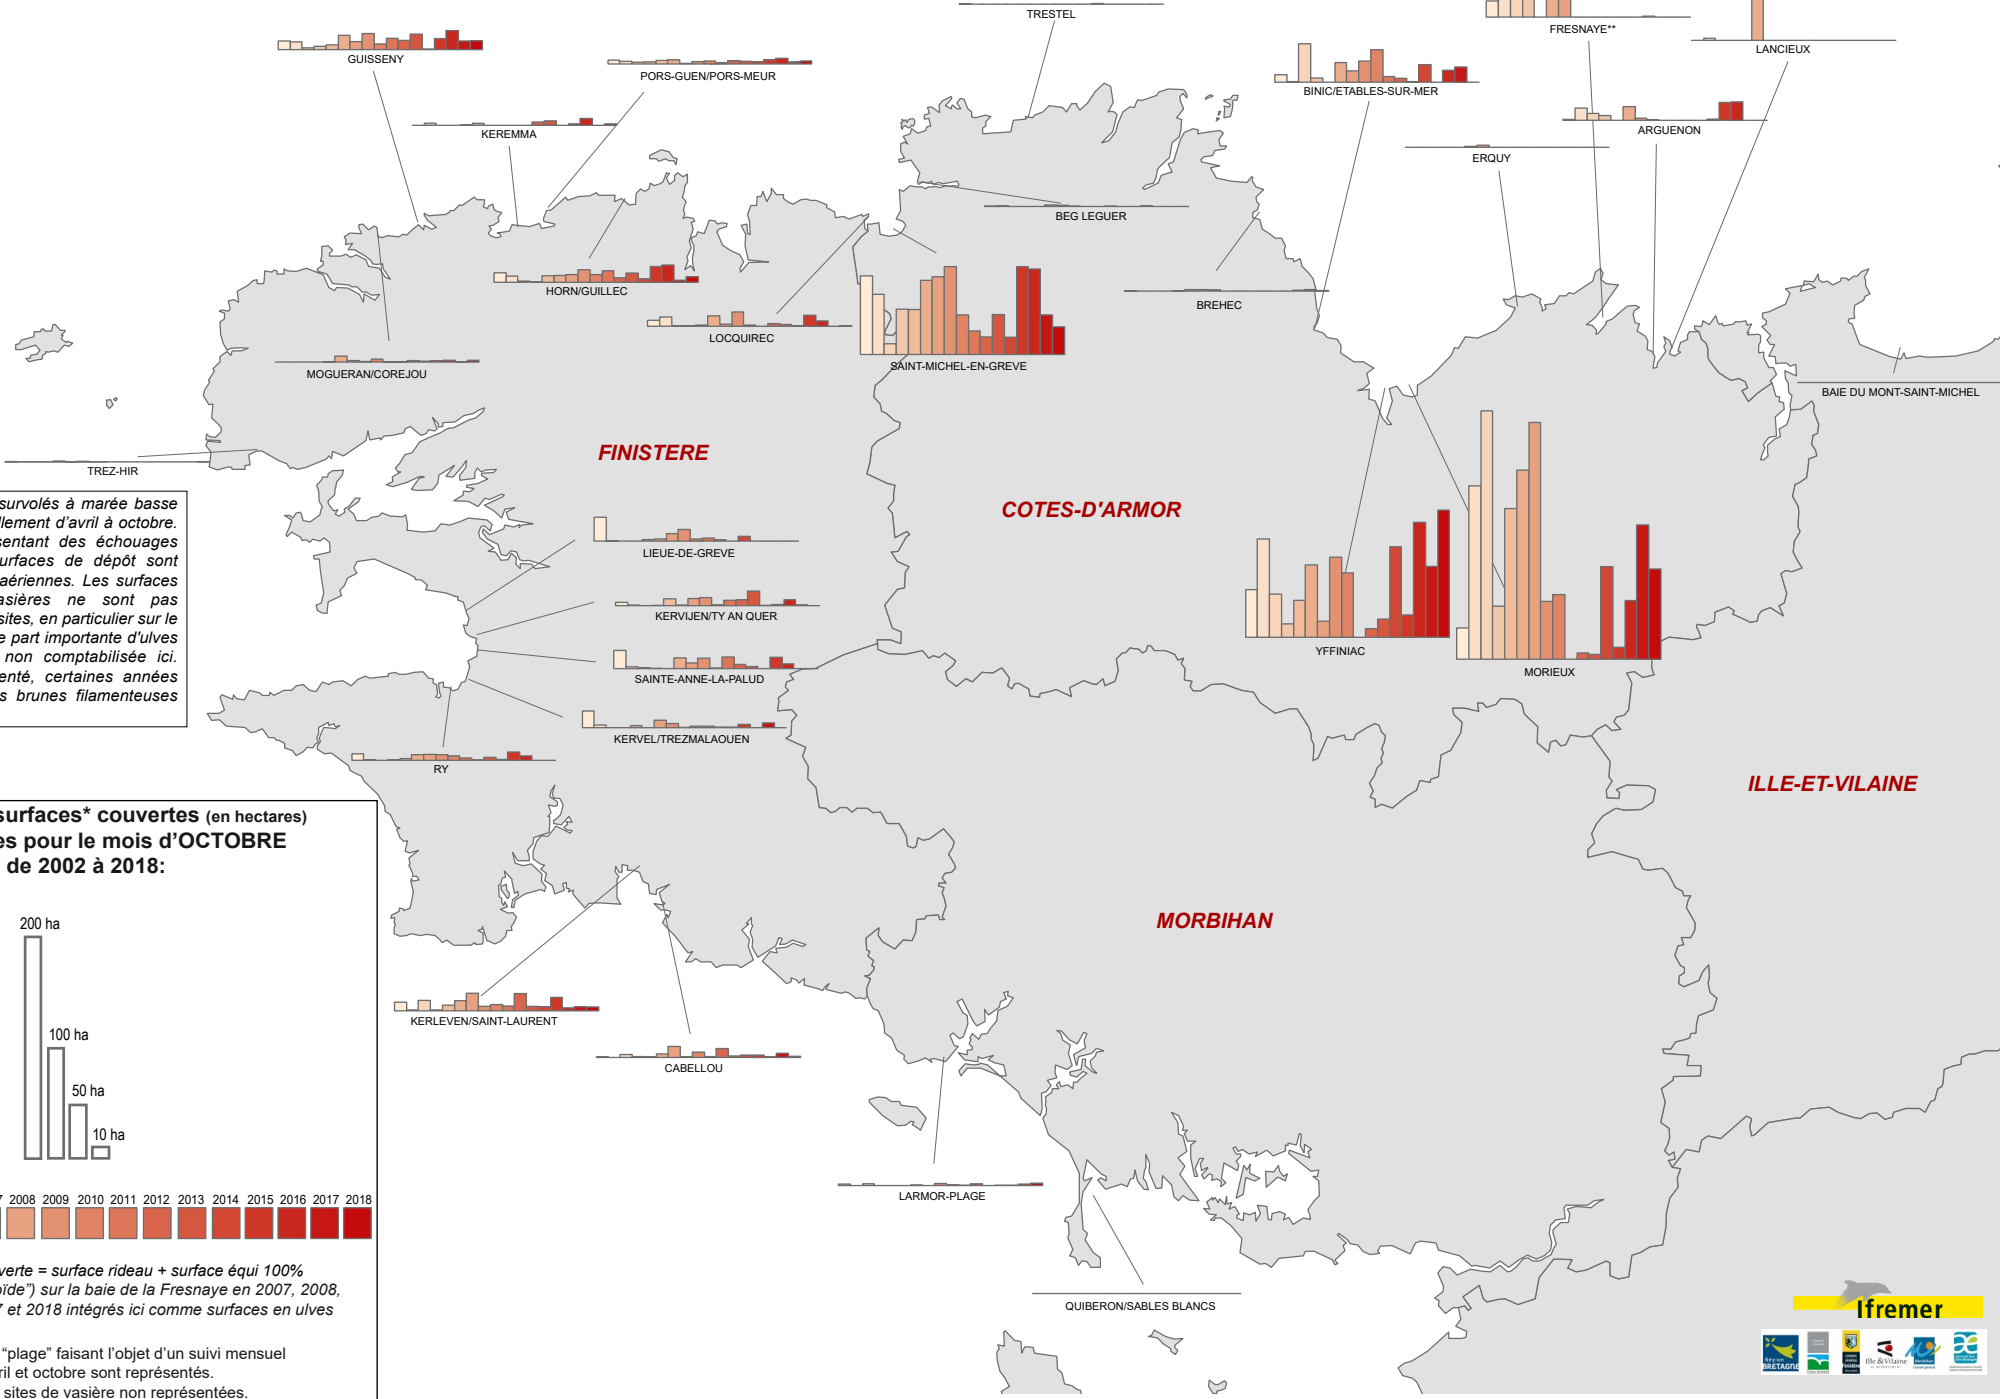 TRESTEL
FRESNAYE**
LANCIEUX
GUISSENY
PORS-GUEN/PORS-MEUR
BINIC/ETABLES-SUR-MER
KEREMMA
ARGUENON
ERQUY
BEG LEGUER
HORN/GUILLEC
BREHEC
LOCQUIREC
SAINT-MICHEL-EN-GREVE
MOGUERAN/COREJOU
BAIE DU MONT-SAINT-MICHEL
TREZ-HIR
FINISTERE
COTES-D'ARMOR
survolés à marée basse
llement d'avril à octobre.
sentant des échouages
urfaces de dépôt sont
aériennes. Les surfaces
asières ne sont pas
sites, en particulier sur le
e part importante d'ulves
non comptabilisée ici.
enté, certaines années
s brunes filamenteuses
LIEUE-DE-GREVE
KERVIJEN/TY AN QUER
SAINTE-ANNE-LA-PALUD
KERVEL/TREZMALAOUEN
RY
YFFINIAC
MORIEUX
ILLE-ET-VILAINE
MORBIHAN
surfaces* couvertes (en hectares)
es pour le mois d'OCTOBRE
de 2002 à 2018:
200 ha
100 ha
50 ha
10 ha
7 2008 2009 2010 2011 2012 2013 2014 2015 2016 2017 2018
verte = surface rideau + surface équi 100%
oïde") sur la baie de la Fresnaye en 2007, 2008,
7 et 2018 intégrés ici comme surfaces en ulves
"plage" faisant l'objet d'un suivi mensuel
ril et octobre sont représentés.
sites de vasière non représentées.
KERLEVEN/SAINT-LAURENT
CABELLOU
LARMOR-PLAGE
QUIBERON/SABLES BLANCS
Ifremer
Région
BRETAGNE
Finistère
Ille & Vilaine
Morbihan